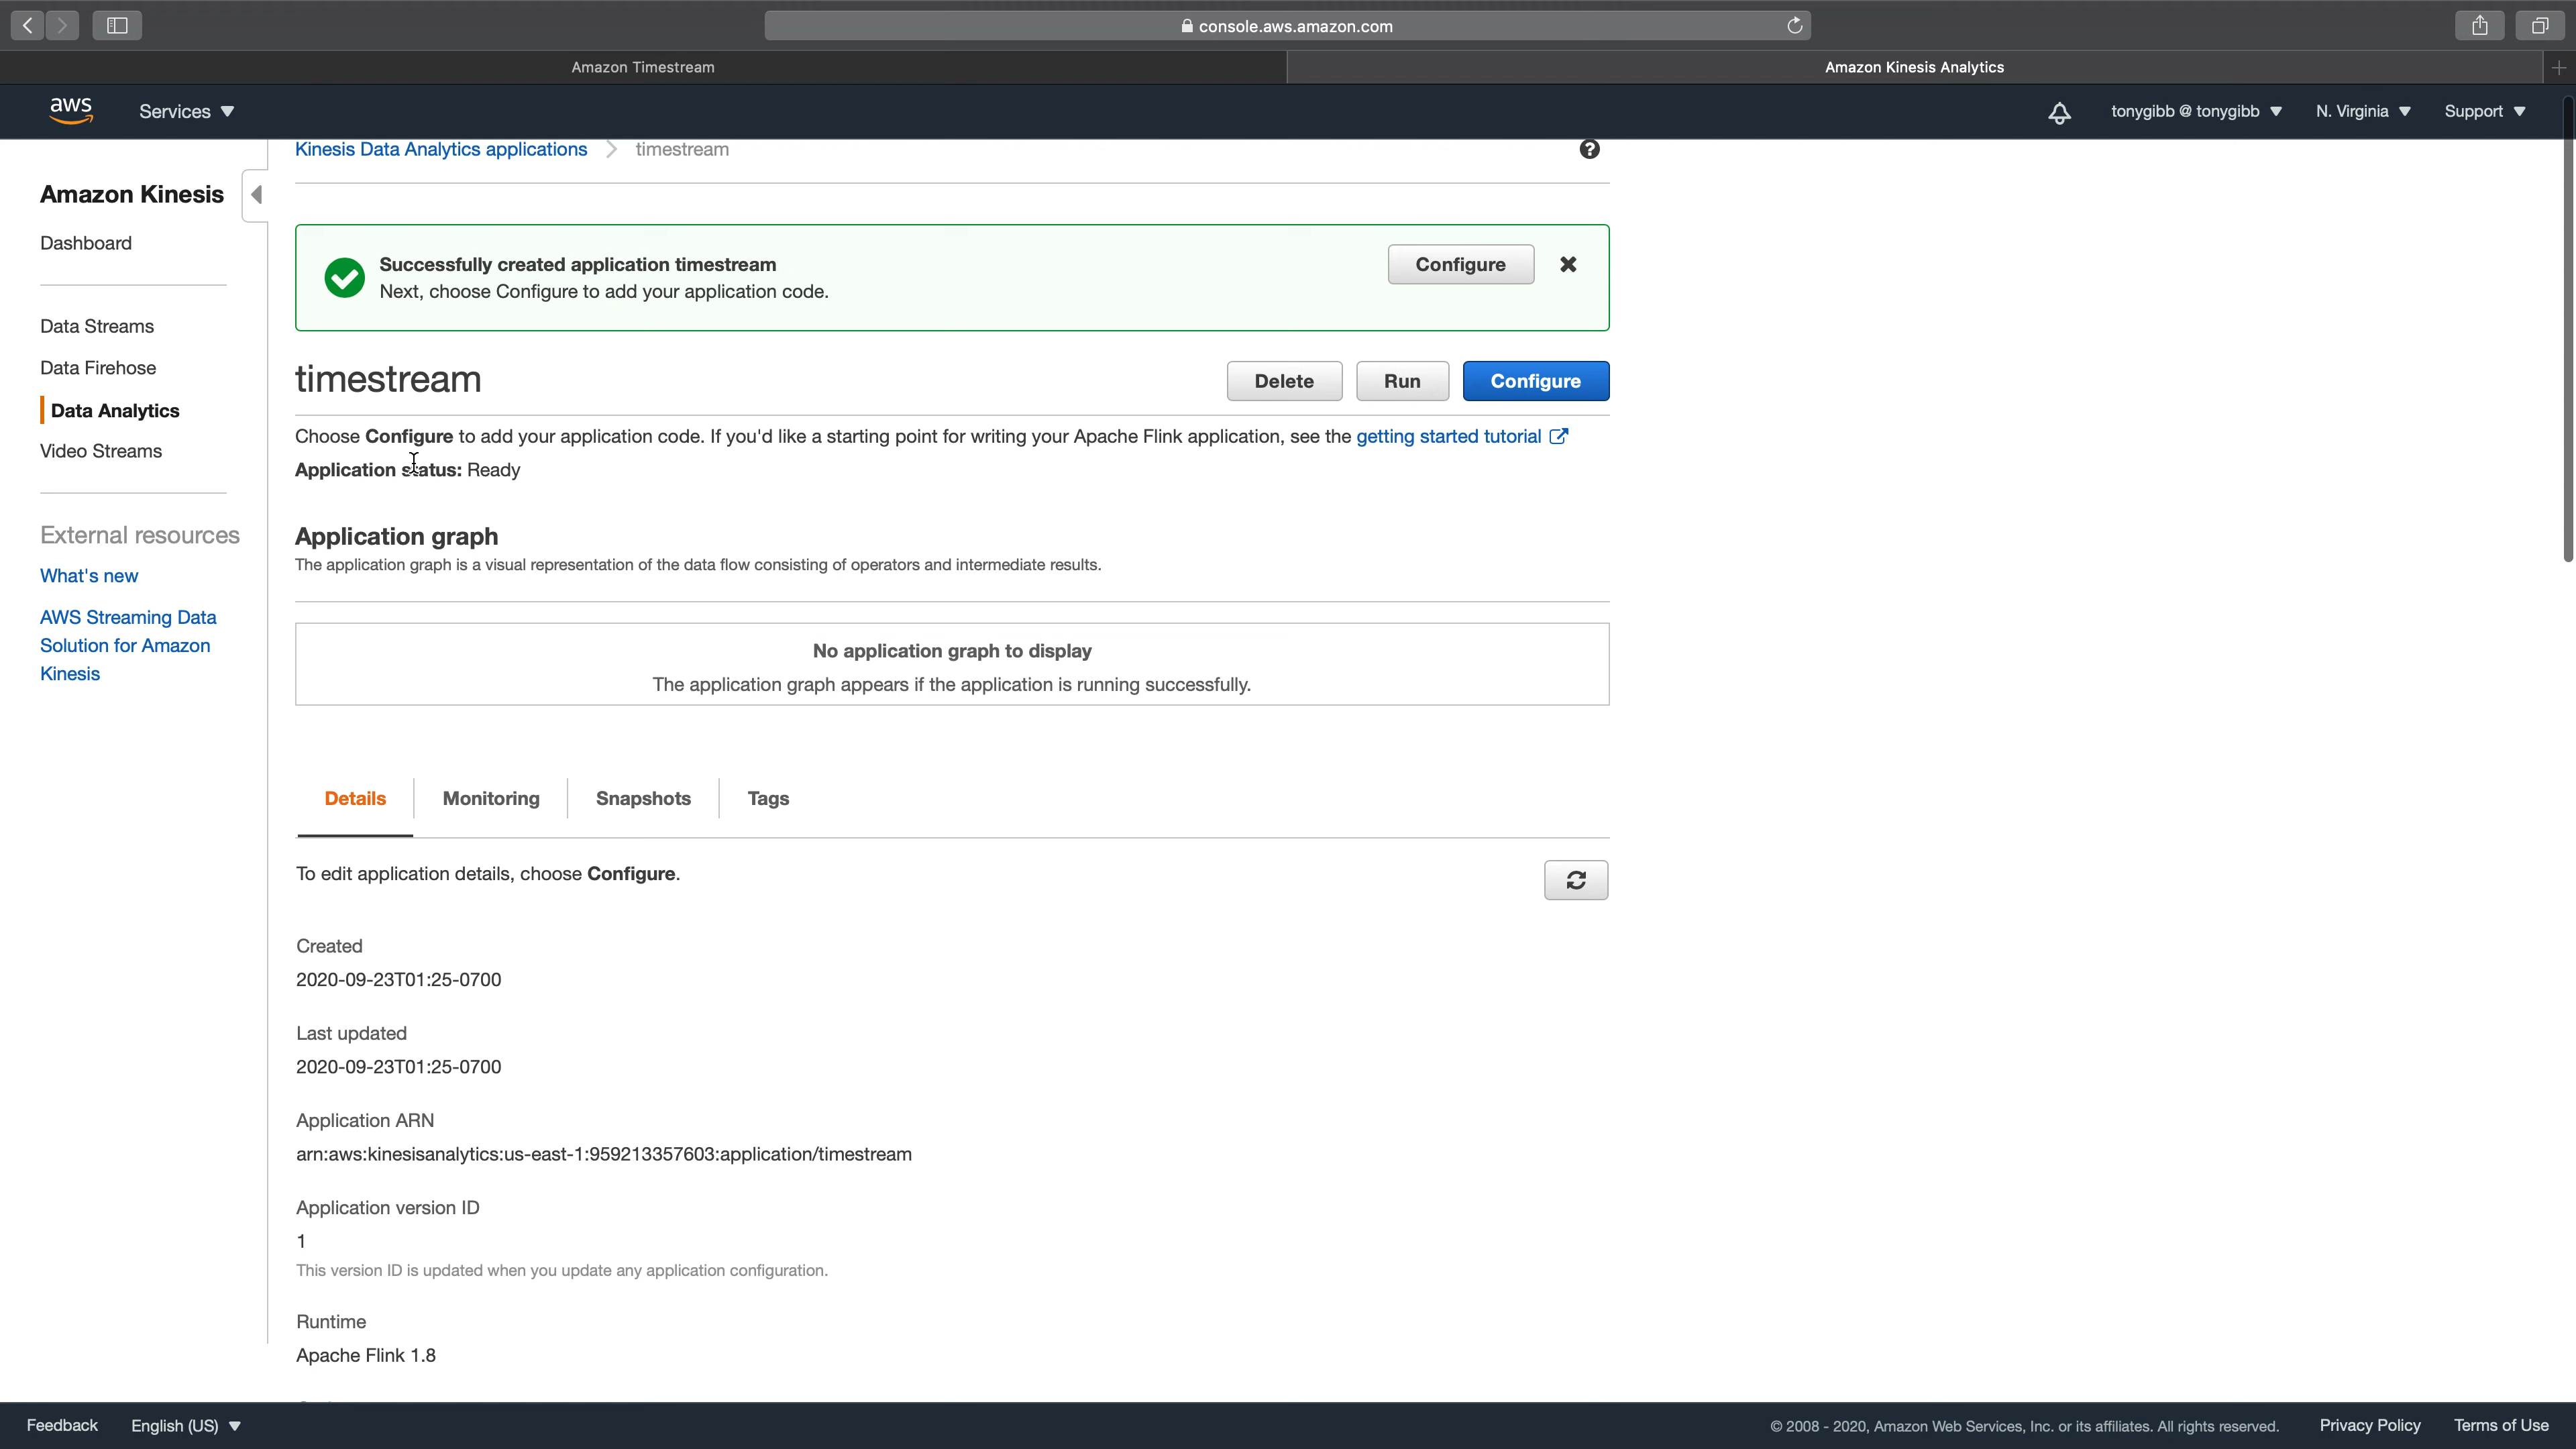 console.aws.amazon.com
Amazon Timestream
Amazon Kinesis Analytics
aws
Services
tonygibb @ tonygibb
N. Virginia
Support
Amazon Kinesis
Dashboard
Data Streams
Data Firehose
Data Analytics
Video Streams
External resources
What's new
AWS Streaming Data
Solution for Amazon
Kinesis
Kinesis Data Analytics applications
timestream
Successfully created application timestream
Next, choose Configure to add your application code.
Configure
timestream
Delete
Run
Configure
Choose Configure to add your application code. If you'd like a starting point for writing your Apache Flink application, see the getting started tutorial
Application status: Ready
Application graph
The application graph is a visual representation of the data flow consisting of operators and intermediate results.
No application graph to display
The application graph appears if the application is running successfully.
Details
Monitoring
Snapshots
Tags
To edit application details, choose Configure.
Created
2020-09-23T01:25-0700
Last updated
2020-09-23T01:25-0700
Application ARN
arn:aws:kinesisanalytics:us-east-1:959213357603:application/timestream
Application version ID
1
This version ID is updated when you update any application configuration.
Runtime
Apache Flink 1.8
Feedback
English (US)
© 2008 - 2020, Amazon Web Services, Inc. or its affiliates. All rights reserved.
Privacy Policy
Terms of Use